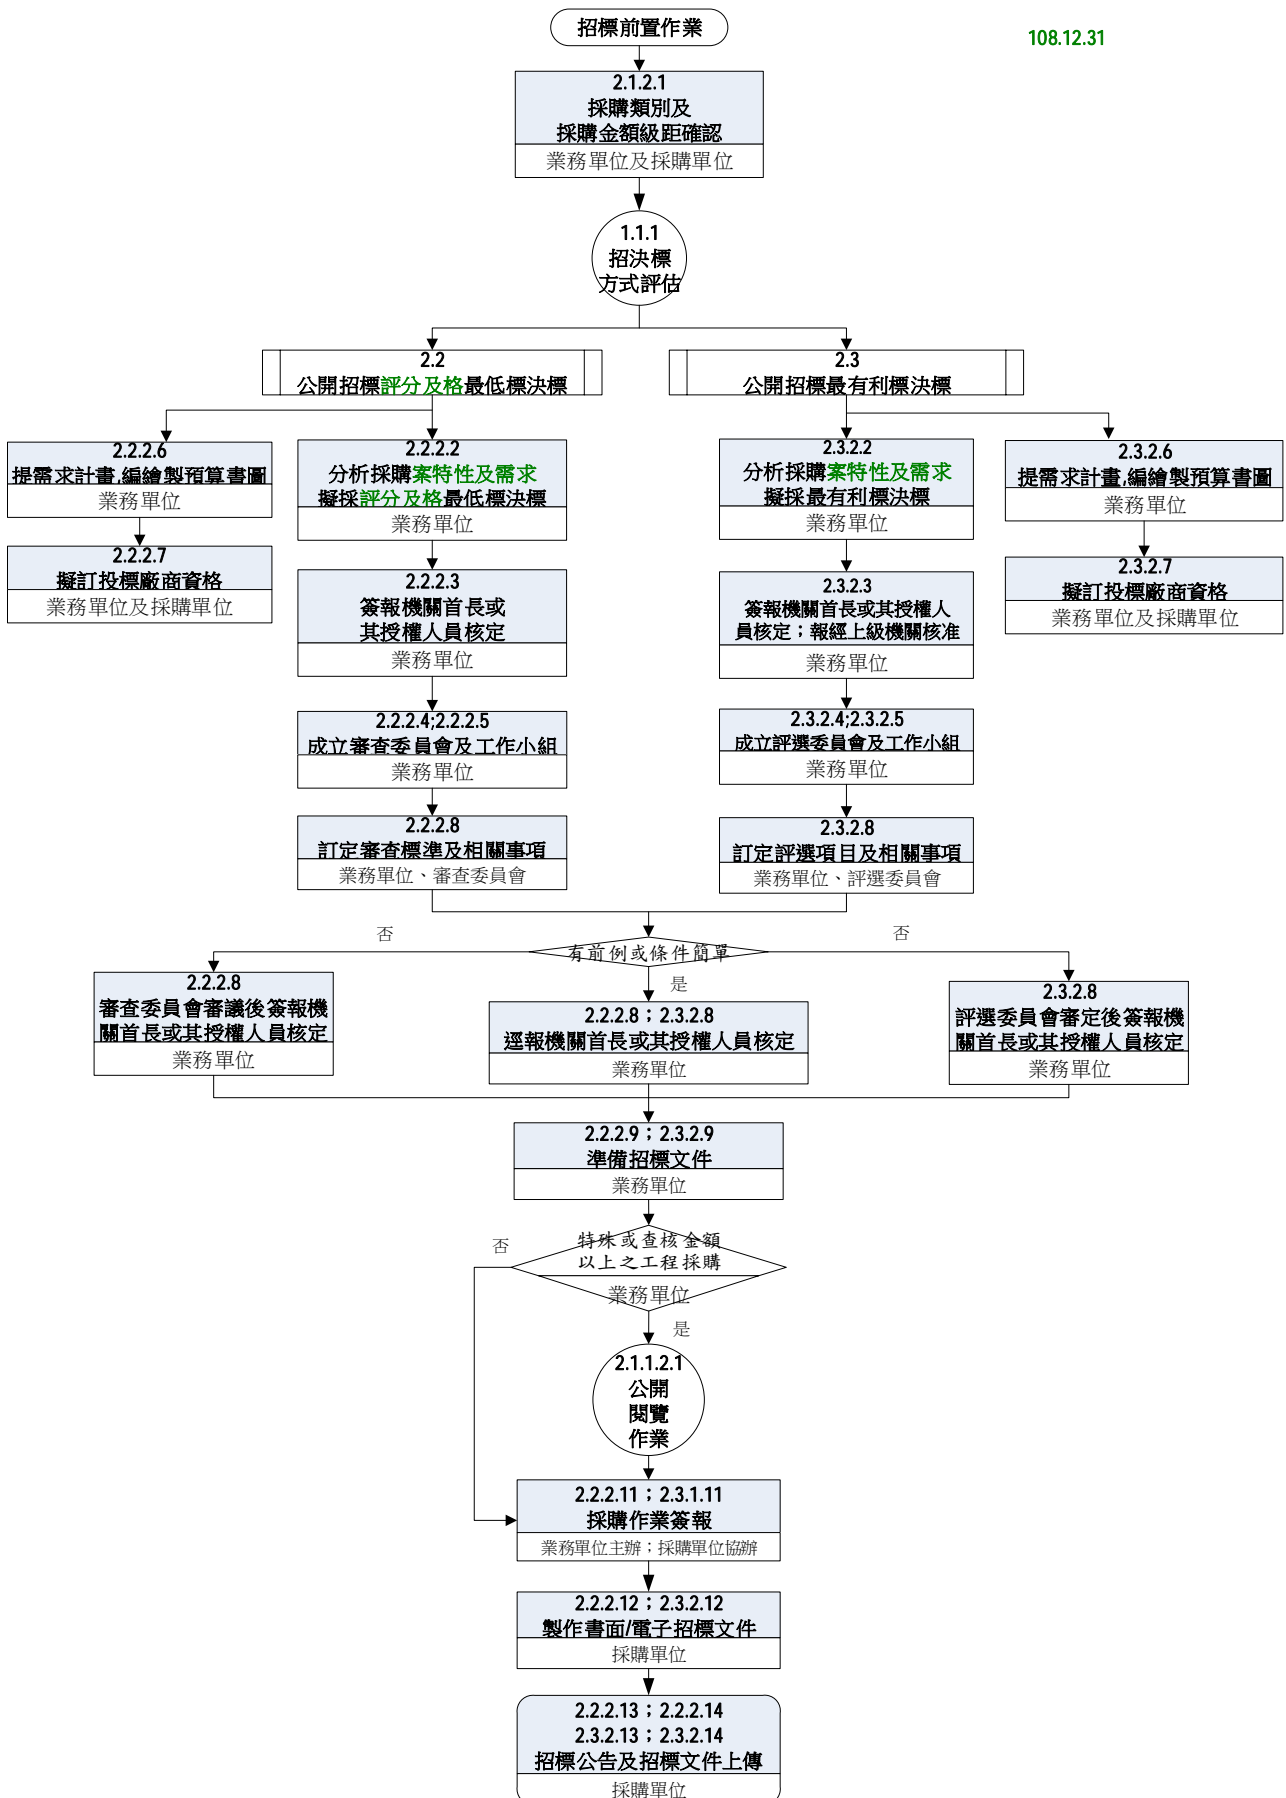 招標前置作業
108.12.31
2.1.2.1
採購類別及
採購金額級距確認
業務單位及採購單位
1.1.1
招決標
方式評估
2.2
公開招標評分及格最低標決標
2.3
公開招標最有利標決標
2.2.2.6
提需求計畫,編繪製預算書圖
業務單位
2.2.2.7
擬訂投標廠商資格
業務單位及採購單位
2.2.2.2
分析採購案特性及需求
擬採評分及格最低標決標
業務單位
2.2.2.3
簽報機關首長或
其授權人員核定
業務單位
2.2.2.4;2.2.2.5
成立審查委員會及工作小組
業務單位
2.2.2.8
訂定審查標準及相關事項
業務單位、審查委員會
2.3.2.2
分析採購案特性及需求
擬採最有利標決標
業務單位
2.3.2.3
簽報機關首長或其授權人
員核定；報經上級機關核准
業務單位
2.3.2.4;2.3.2.5
成立評選委員會及工作小組
業務單位
2.3.2.8
訂定評選項目及相關事項
業務單位、評選委員會
2.3.2.6
提需求計畫,編繪製預算書圖
業務單位
2.3.2.7
擬訂投標廠商資格
業務單位及採購單位
否
有前例或條件簡單
否
是
2.2.2.8
審查委員會審議後簽報機
關首長或其授權人員核定
業務單位
2.2.2.8；2.3.2.8
逕報機關首長或其授權人員核定
業務單位
2.3.2.8
評選委員會審定後簽報機
關首長或其授權人員核定
業務單位
2.2.2.9；2.3.2.9
準備招標文件
業務單位
否
特殊或查核金額
以上之工程採購
業務單位
是
2.1.1.2.1
公開
閱覽
作業
2.2.2.11；2.3.1.11
採購作業簽報
業務單位主辦；採購單位協辦
2.2.2.12；2.3.2.12
製作書面/電子招標文件
採購單位
2.2.2.13；2.2.2.14
2.3.2.13；2.3.2.14
招標公告及招標文件上傳
採購單位